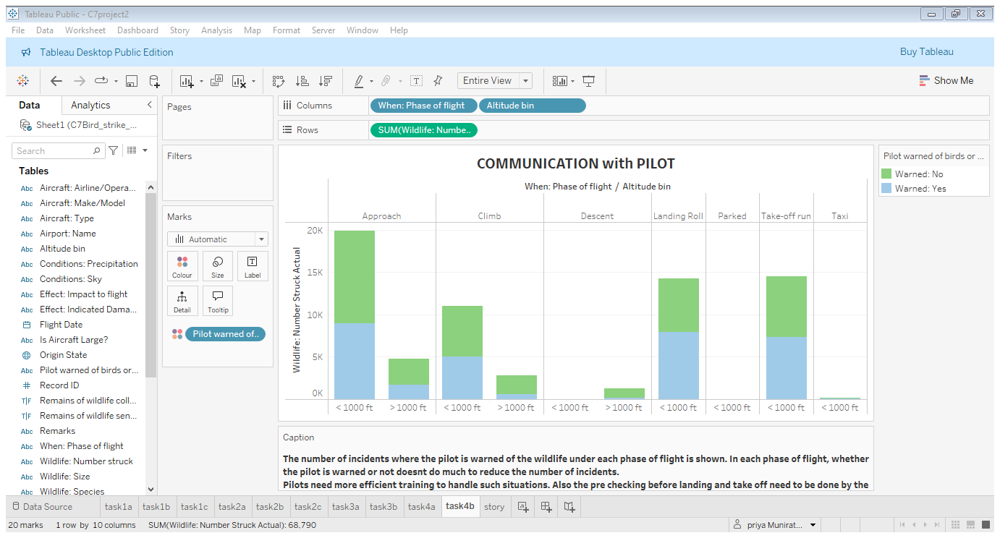 Tableau Public - C7project2
File Data Worksheet Dashboard Story Analysis Map Format Server Window Help
Tableau Desktop Public Edition Buy Tableau
Entire View Show Me
Data Analytics
Sheet1 (C7Bird_strike_...
Search
Tables
Abc Aircraft: Airline/Opera...
Abc Aircraft: Make/Model
Abc Aircraft: Type
Abc Airport: Name
Abc Altitude bin
Abc Conditions: Precipitation
Abc Conditions: Sky
Abc Effect: Impact to flight
Abc Effect: Indicated Dama...
Flight Date
Abc Is Aircraft Large?
Origin State
Abc Pilot warned of birds or...
# Record ID
T|F Remains of wildlife coll...
T|F Remains of wildlife sen...
Abc Remarks
Abc When: Phase of flight
Abc Wildlife: Number struck
Abc Wildlife: Size
Abc Wildlife: Species
Pages
Filters
Marks
Automatic
Colour Size Label
Detail Tooltip
Pilot warned of..
Columns When: Phase of flight Altitude bin
Rows SUM(Wildlife: Numbe..
COMMUNICATION with PILOT
When: Phase of flight / Altitude bin
Approach Climb Descent Landing Roll Parked Take-off run Taxi
Wildlife: Number Struck Actual
20K
15K
10K
5K
0K
< 1000 ft > 1000 ft < 1000 ft > 1000 ft < 1000 ft > 1000 ft < 1000 ft < 1000 ft < 1000 ft < 1000 ft
Pilot warned of birds or ...
Warned: No
Warned: Yes
Caption
The number of incidents where the pilot is warned of the wildlife under each phase of flight is shown. In each phase of flight, whether
the pilot is warned or not doesnt do much to reduce the number of incidents.
Pilots need more efficient training to handle such situations. Also the pre checking before landing and take off need to be done by the
Data Source task1a task1b task1c task2a task2b task2c task3a task3b task4a task4b story
20 marks 1 row by 10 columns SUM(Wildlife: Number Struck Actual): 68,790 priya Munirat...